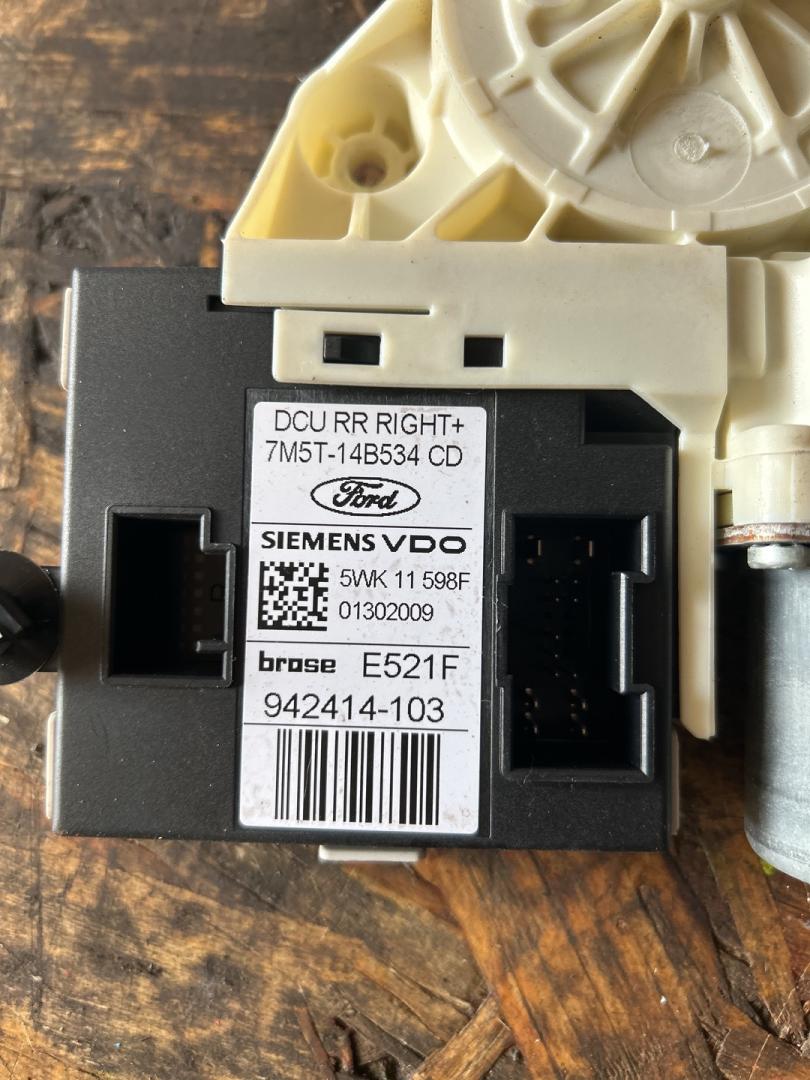 DCU RR RIGHT+
7M5T-14B534 CD
Ford
SIEMENS VDO
5WK 11 598F
01302009
brose E521F
942414-103